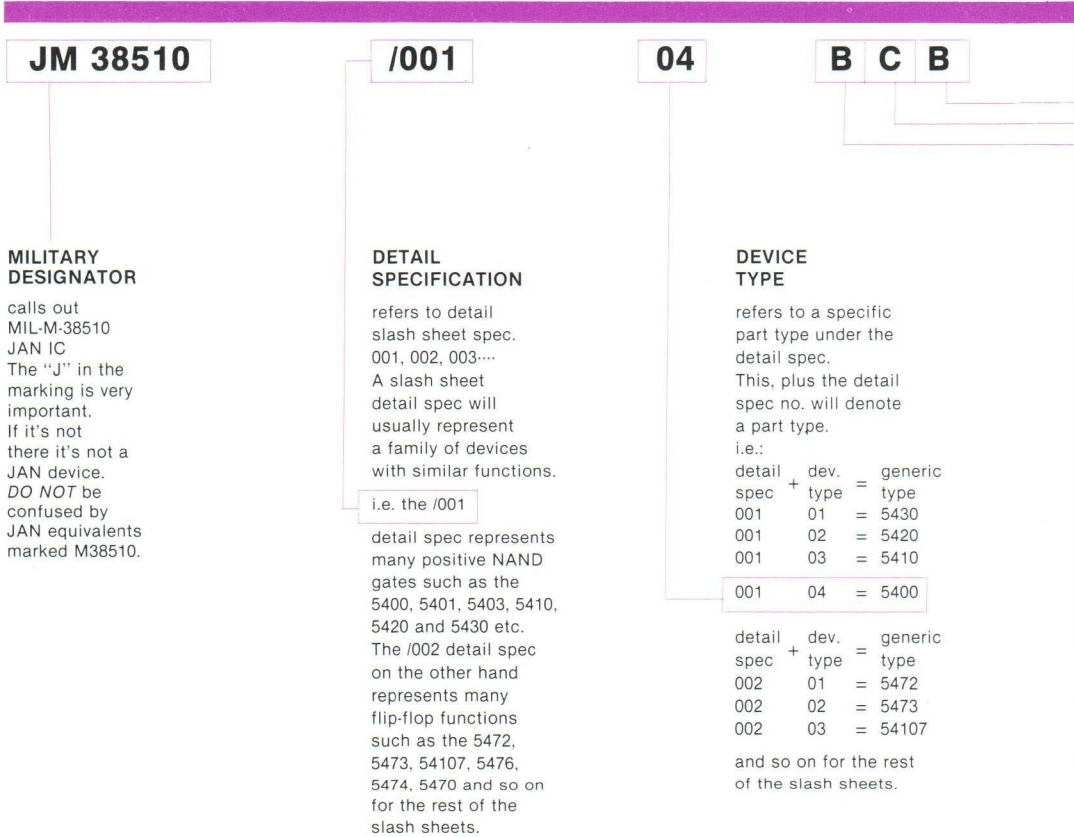 JM 38510 /001 04 B C B
MILITARY
DESIGNATOR
calls out
MIL-M-38510
JAN IC
The “J” in the
marking is very
important.
If it's not
there it's not a
JAN device.
DO NOT be
confused by
JAN equivalents
marked M38510.
DETAIL
SPECIFICATION
refers to detail
slash sheet spec.
001, 002, 003····
A slash sheet
detail spec will
usually represent
a family of devices
with similar functions.
i.e. the /001
detail spec represents
many positive NAND
gates such as the
5400, 5401, 5403, 5410,
5420 and 5430 etc.
The /002 detail spec
on the other hand
represents many
flip-flop functions
such as the 5472,
5473, 54107, 5476,
5474, 5470 and so on
for the rest of the
slash sheets.
DEVICE
TYPE
refers to a specific
part type under the
detail spec.
This, plus the detail
spec no. will denote
a part type.
i.e.:
detail + dev. = generic
spec type type
001 01 = 5430
001 02 = 5420
001 03 = 5410
001 04 = 5400
detail + dev. = generic
spec type type
002 01 = 5472
002 02 = 5473
002 03 = 54107
and so on for the rest
of the slash sheets.